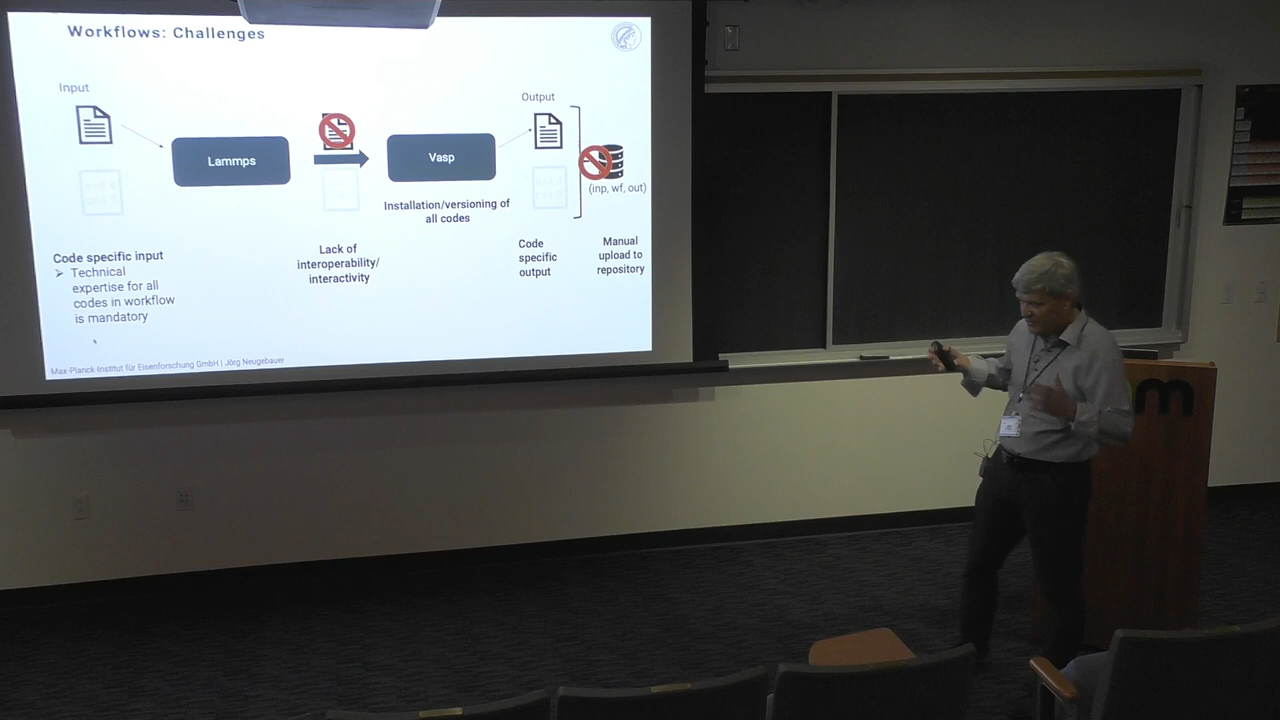 Workflows: Challenges
Input
Output
Lammps
Vasp
(inp, wf, out)
Installation/versioning of
all codes
Code specific input
➢ Technical
expertise for all
codes in workflow
is mandatory
Lack of
interoperability/
interactivity
Code
specific
output
Manual
upload to
repository
Max-Planck-Institut für Eisenforschung GmbH | Jörg Neugebauer
m